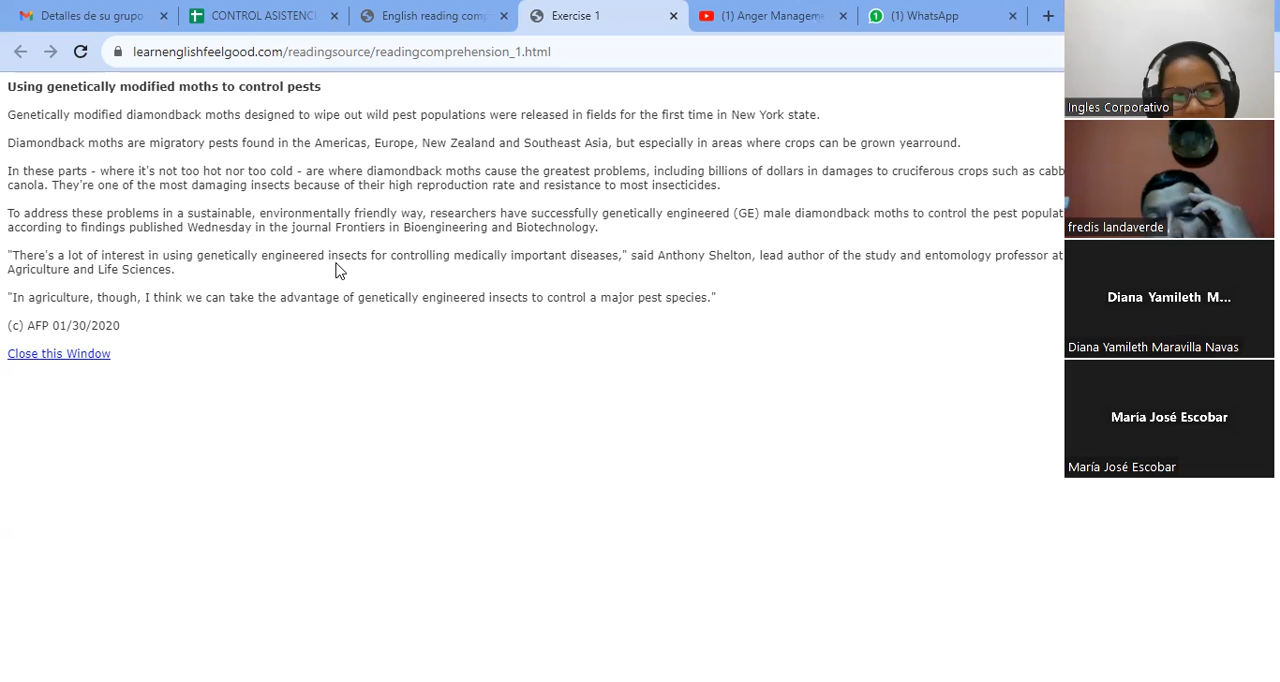 Detalles de su grupo
CONTROL ASISTENC
English reading comp
Exercise 1
(1) Anger Manageme
(1) WhatsApp
learnenglishfeelgood.com/readingsource/readingcomprehension_1.html
Using genetically modified moths to control pests
Genetically modified diamondback moths designed to wipe out wild pest populations were released in fields for the first time in New York state.
Diamondback moths are migratory pests found in the Americas, Europe, New Zealand and Southeast Asia, but especially in areas where crops can be grown yearround.
In these parts - where it's not too hot nor too cold - are where diamondback moths cause the greatest problems, including billions of dollars in damages to cruciferous crops such as cabb
canola. They're one of the most damaging insects because of their high reproduction rate and resistance to most insecticides.
To address these problems in a sustainable, environmentally friendly way, researchers have successfully genetically engineered (GE) male diamondback moths to control the pest populat
according to findings published Wednesday in the journal Frontiers in Bioengineering and Biotechnology.
"There's a lot of interest in using genetically engineered insects for controlling medically important diseases," said Anthony Shelton, lead author of the study and entomology professor at
Agriculture and Life Sciences.
"In agriculture, though, I think we can take the advantage of genetically engineered insects to control a major pest species."
(c) AFP 01/30/2020
Close this Window
Ingles Corporativo
fredis landaverde
Diana Yamileth M...
Diana Yamileth Maravilla Navas
María José Escobar
María José Escobar